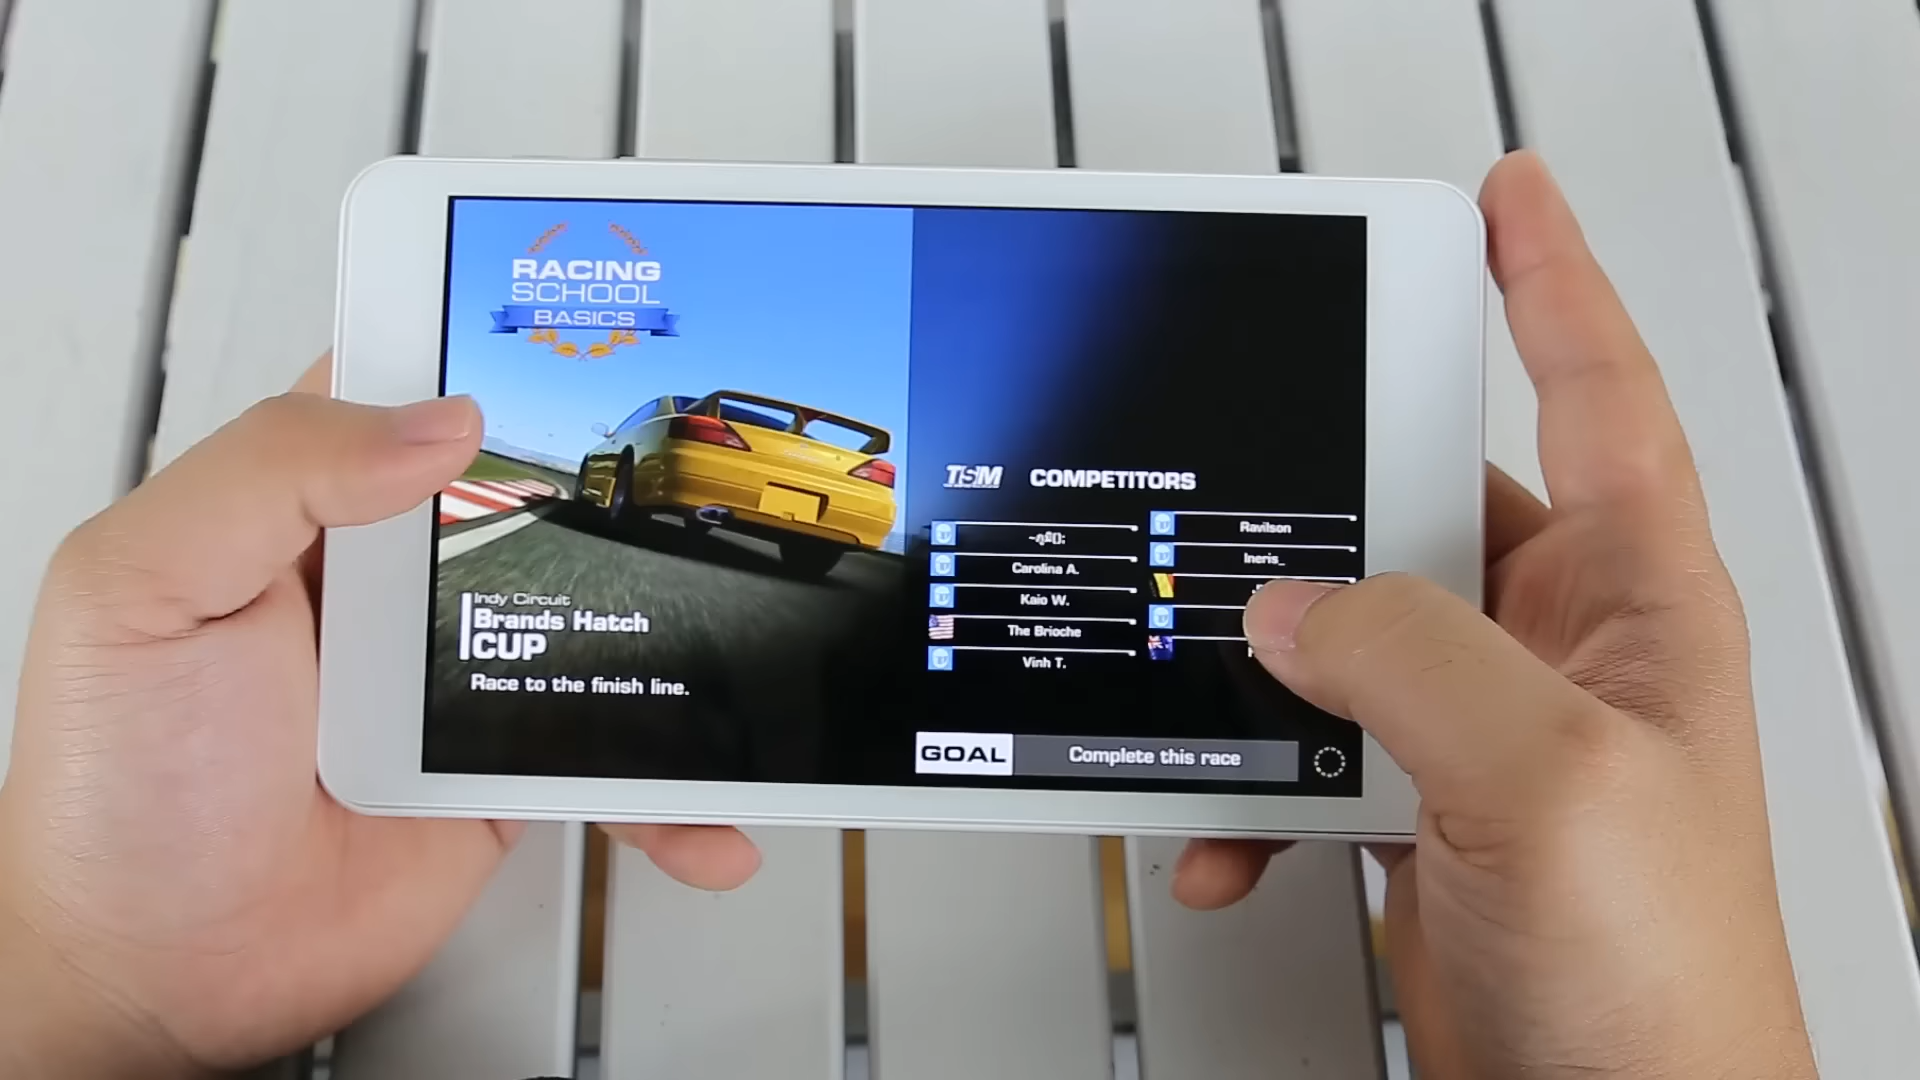 RACING
SCHOOL
BASICS
Indy Circuit
Brands Hatch
CUP
Race to the finish line.
TSM COMPETITORS
Carolina A.
Kaio W.
The Brioche
Vinh T.
Ravilson
Ineris_
GOAL Complete this race